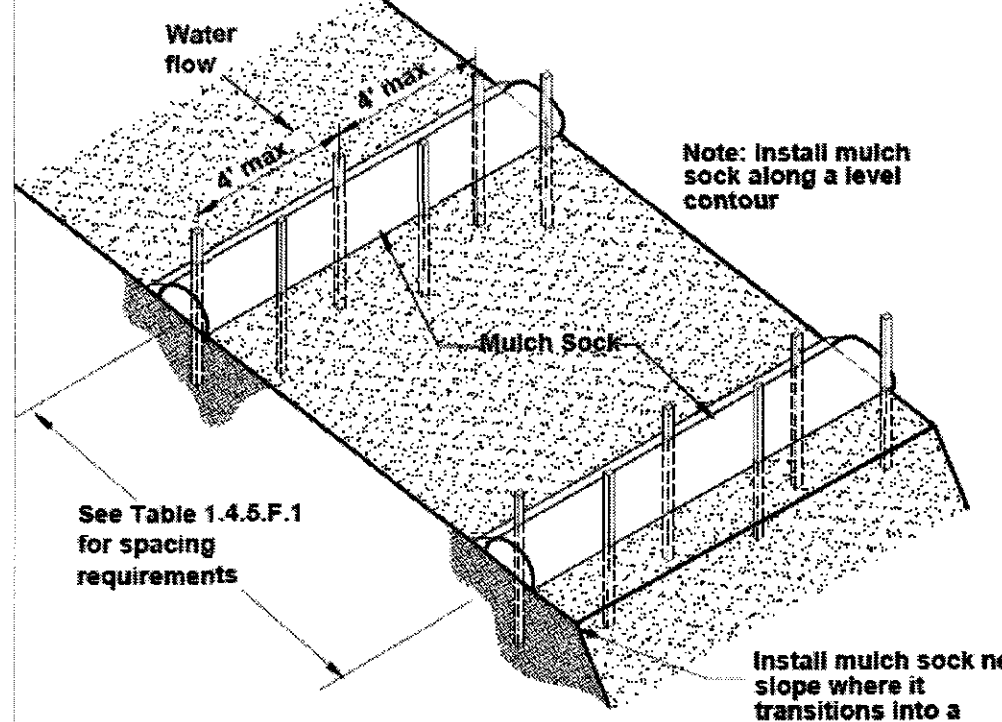 Water
flow
4' max.
4' max.
Note: Install mulch
sock along a level
contour
Mulch Sock
See Table 1.4.5.F.1
for spacing
requirements
Install mulch sock
slope where it
transitions into a